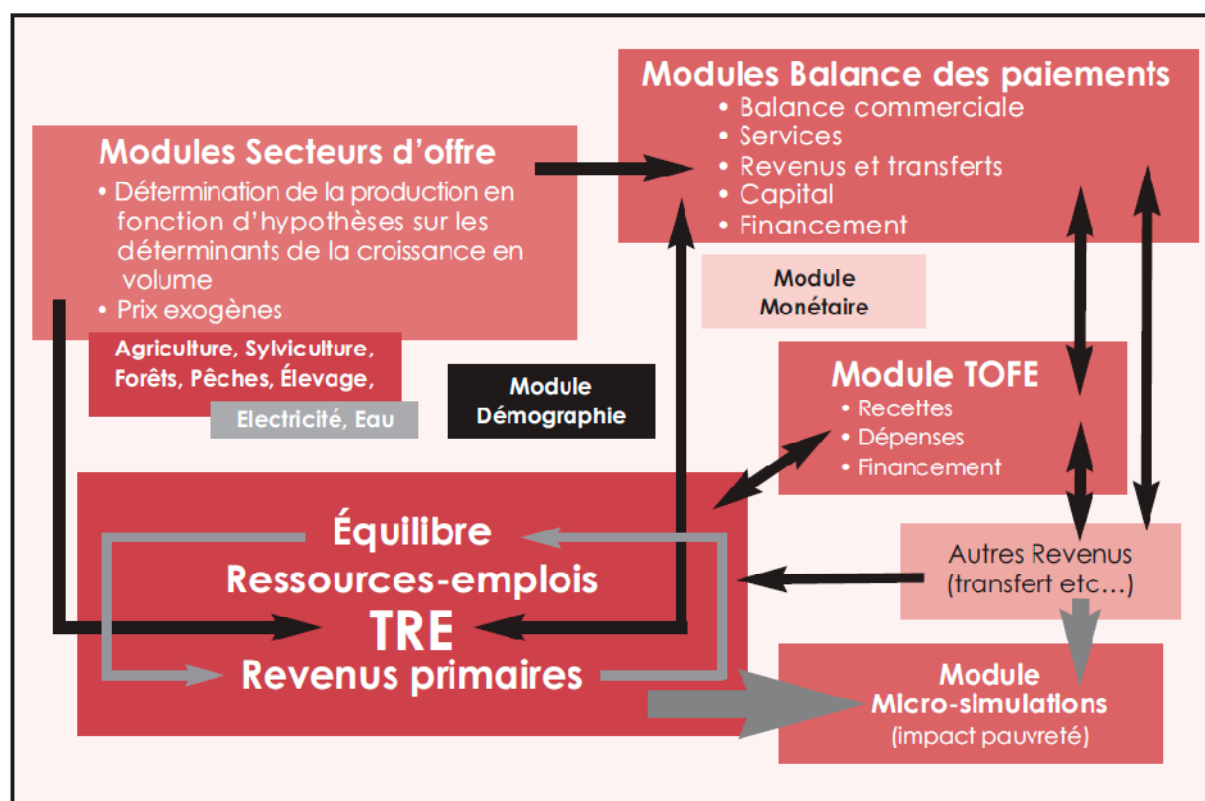 Modules Balance des paiements
• Balance commerciale
• Services
• Revenus et transferts
• Capital
• Financement
Modules Secteurs d’offre
• Détermination de la production en
fonction d’hypothèses sur les
déterminants de la croissance en
volume
• Prix exogènes
Agriculture, Sylviculture,
Forêts, Pêches, Élevage,
Electricité, Eau
Module
Monétaire
Module
Démographie
Module TOFE
• Recettes
• Dépenses
• Financement
Équilibre
Ressources-emplois
TRE
Revenus primaires
Autres Revenus
(transfert etc...)
Module
Micro-simulations
(impact pauvreté)